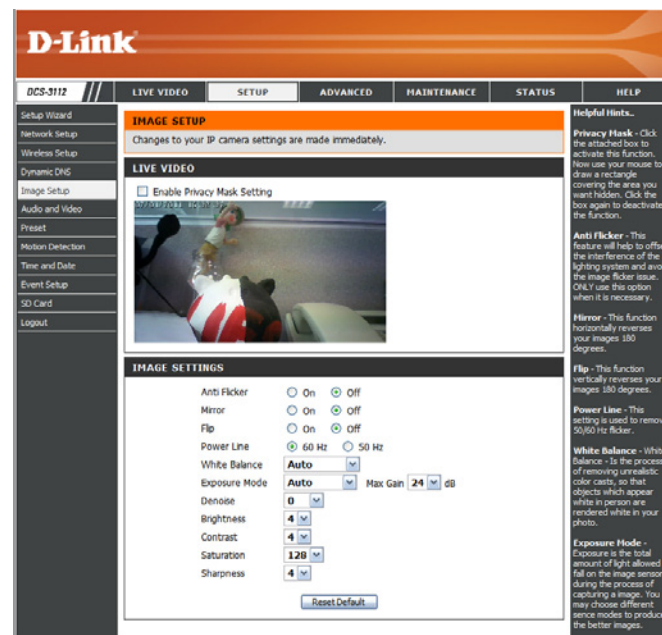 D-Link
DCS-3112
LIVE VIDEO
SETUP
ADVANCED
MAINTENANCE
STATUS
HELP
Setup Wizard
Network Setup
Wireless Setup
Dynamic DNS
Image Setup
Audio and Video
Preset
Motion Detection
Time and Date
Event Setup
SD Card
Logout
IMAGE SETUP
Changes to your IP camera settings are made immediately.
LIVE VIDEO
Enable Privacy Mask Setting
IMAGE SETTINGS
Anti Flicker On Off
Mirror On Off
Flip On Off
Power Line 60 Hz 50 Hz
White Balance Auto
Exposure Mode Auto Max Gain 24 dB
Denoise 0
Brightness 4
Contrast 4
Saturation 128
Sharpness 4
Reset Default
Helpful Hints..
Privacy Mask - Click
the attached box to
activate this function.
Now use your mouse to
draw a rectangle
covering the area you
want hidden. Click the
box again to deactivate
the function.
Anti Flicker - This
feature will help to offse
the interference of the
lighting system and avo
the image flicker issue.
ONLY use this option
when it is necessary.
Mirror - This function
horizontally reverses
your images 180
degrees.
Flip - This function
vertically reverses your
images 180 degrees.
Power Line - This
setting is used to remov
50/60 Hz flicker.
White Balance - White
Balance - Is the process
of removing unrealistic
color casts, so that
objects which appear
white in person are
rendered white in your
photo.
Exposure Mode -
Exposure is the total
amount of light allowed
fall on the image sensor
during the process of
capturing a image. You
may choose different
sence modes to produce
the better images.